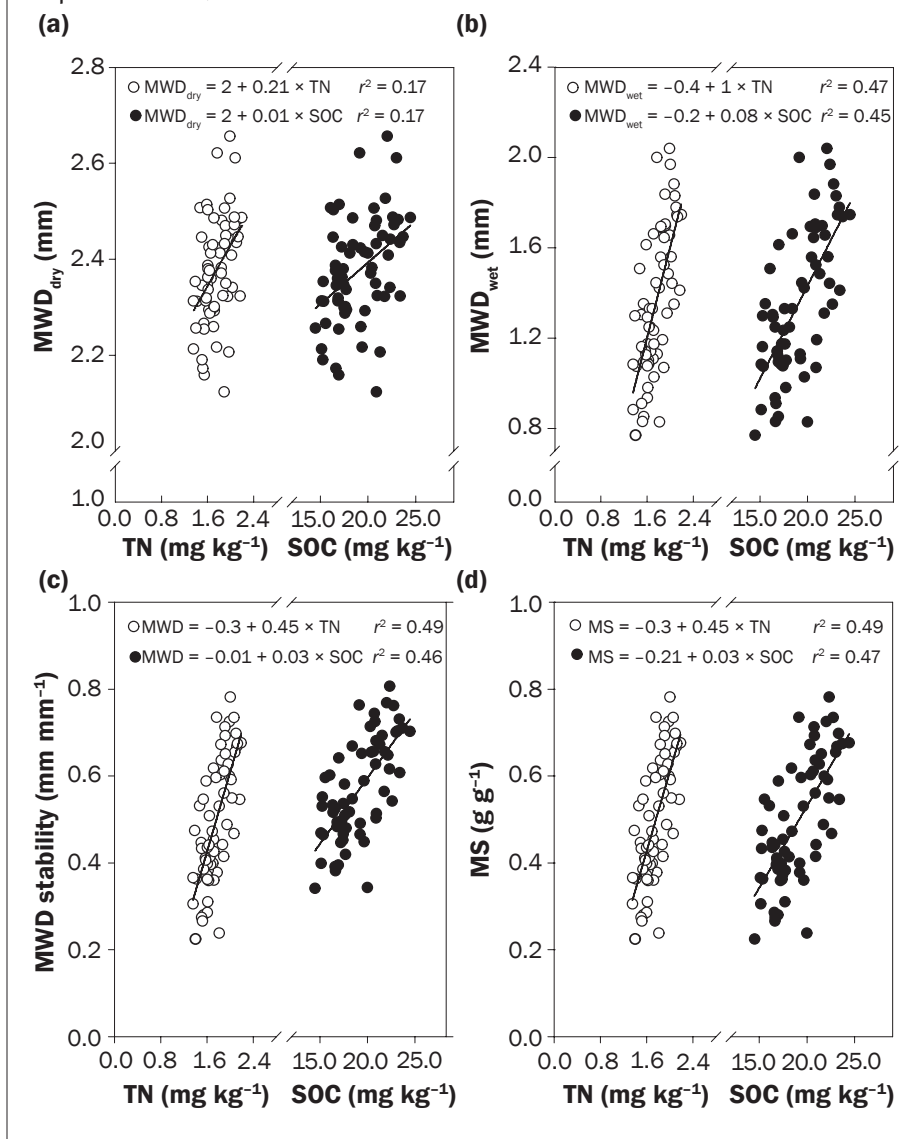 (a)
MWDdry = 2 + 0.21 × TN r² = 0.17
MWDdry = 2 + 0.01 × SOC r² = 0.17
2.8
2.6
2.4
2.2
2.0
1.0
MWDdry (mm)
0.0 0.8 1.6 2.4 15.0 20.0 25.0
TN (mg kg⁻¹) SOC (mg kg⁻¹)
(b)
MWDwet = −0.4 + 1 × TN r² = 0.47
MWDwet = −0.2 + 0.08 × SOC r² = 0.45
2.4
2.0
1.6
1.2
0.8
0.0
MWDwet (mm)
0.0 0.8 1.6 2.4 15.0 20.0 25.0
TN (mg kg⁻¹) SOC (mg kg⁻¹)
(c)
MWD = −0.3 + 0.45 × TN r² = 0.49
MWD = −0.01 + 0.03 × SOC r² = 0.46
1.0
0.8
0.6
0.4
0.2
0.0
MWD stability (mm mm⁻¹)
0.0 0.8 1.6 2.4 15.0 20.0 25.0
TN (mg kg⁻¹) SOC (mg kg⁻¹)
(d)
MS = −0.3 + 0.45 × TN r² = 0.49
MS = −0.21 + 0.03 × SOC r² = 0.47
1.0
0.8
0.6
0.4
0.2
0.0
MS (g g⁻¹)
0.0 0.8 1.6 2.4 15.0 20.0 25.0
TN (mg kg⁻¹) SOC (mg kg⁻¹)